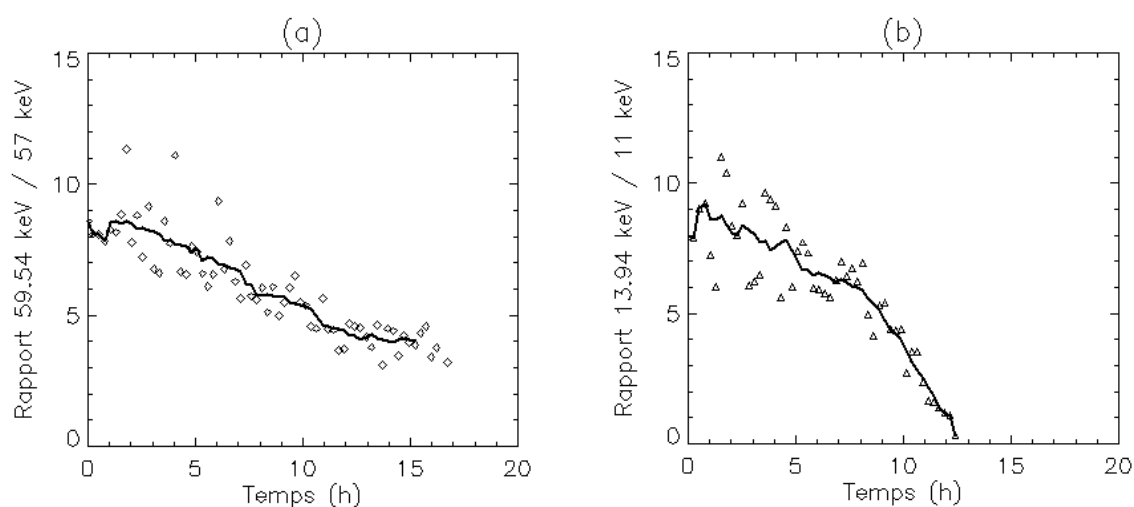 (a)
15
10
5
0
Rapport 59.54 keV / 57 keV
0 5 10 15 20
Temps (h)
(b)
15
10
5
0
Rapport 13.94 keV / 11 keV
0 5 10 15 20
Temps (h)